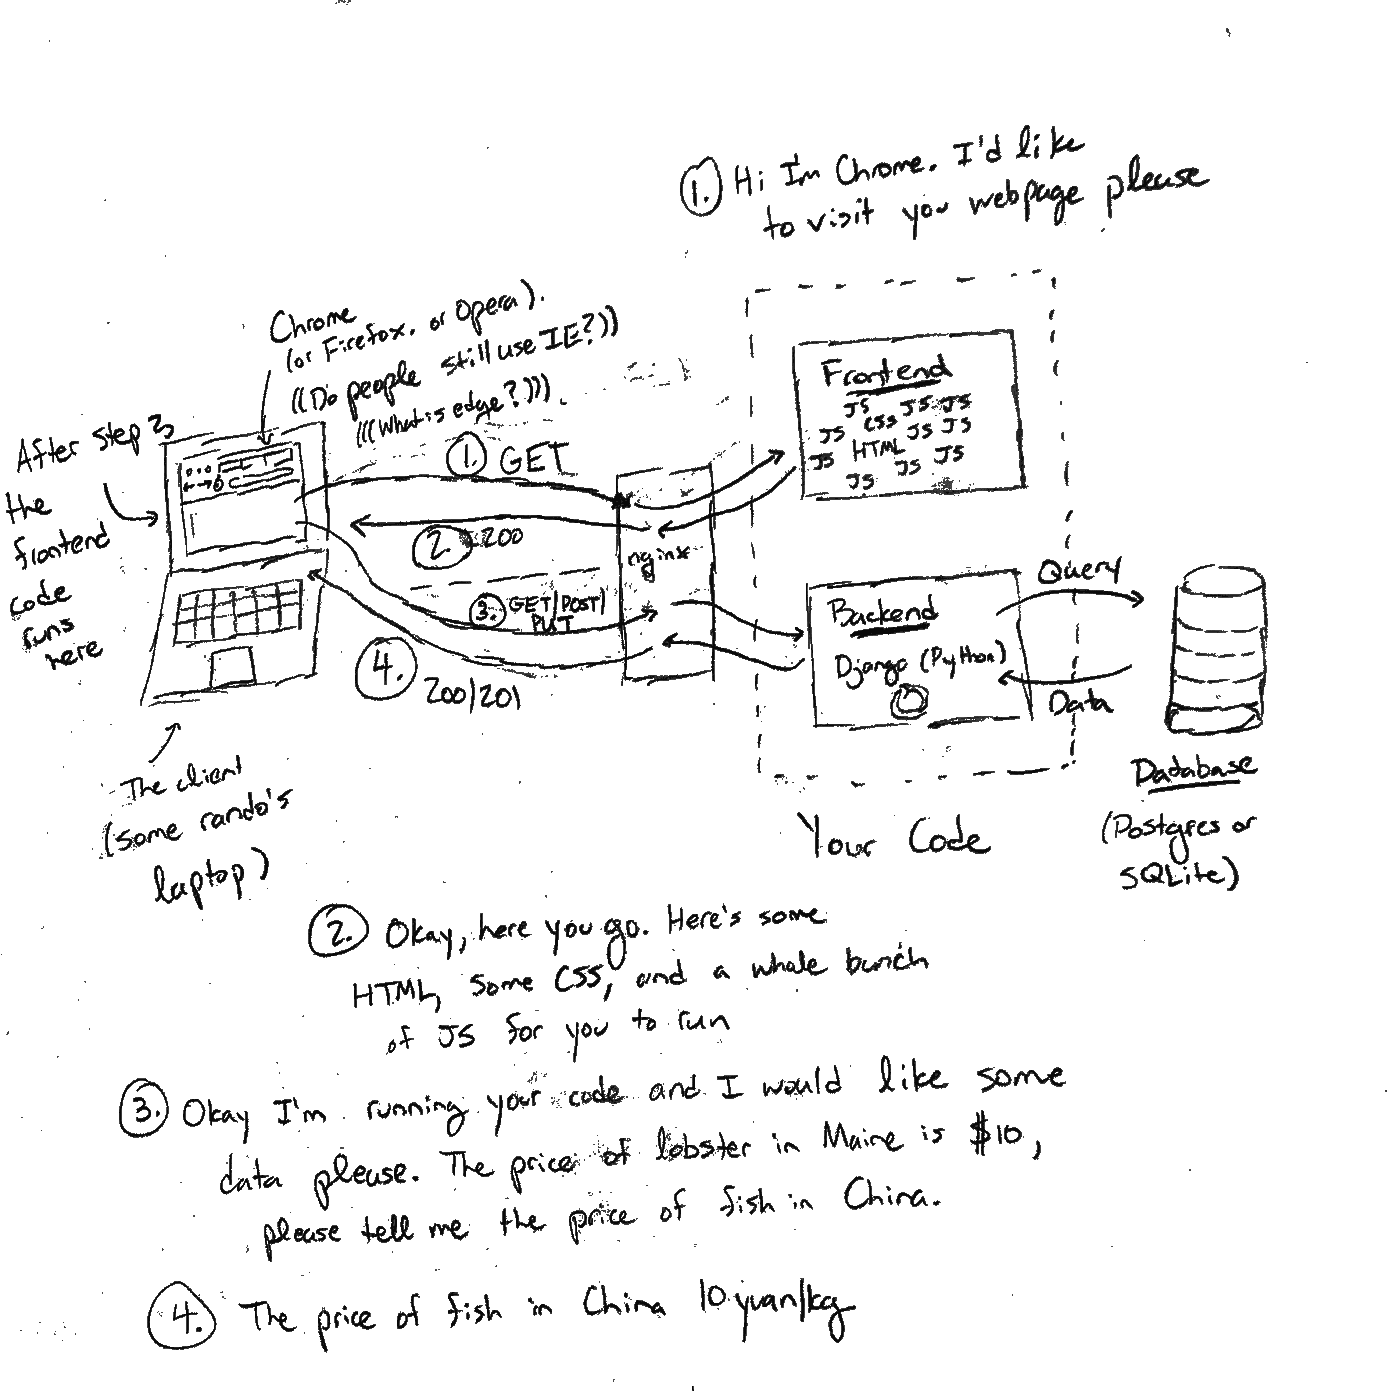 1. Hi I'm Chrome. I'd like
to visit you webpage please
Chrome
(or Firefox, or Opera).
((Do people still use IE?))
(((What is edge?))).
After step 2,
the
frontend
code
runs
here
1. GET
2. 200
3. GET/POST/
PUT
4.
200/201
nginx
Frontend
JS JS JS
JS CSS JS JS
JS HTML JS JS
JS
Backend
Django (Python)
Query
Data
Database
(Postgres or
SQLite)
Your Code
The client
(some rando's
laptop)
2. Okay, here you go. Here's some
HTML, some CSS, and a whole bunch
of JS for you to run
3. Okay I'm running your code and I would like some
data please. The price of lobster in Maine is $10,
please tell me the price of fish in China.
4. The price of fish in China 10 yuan/kg